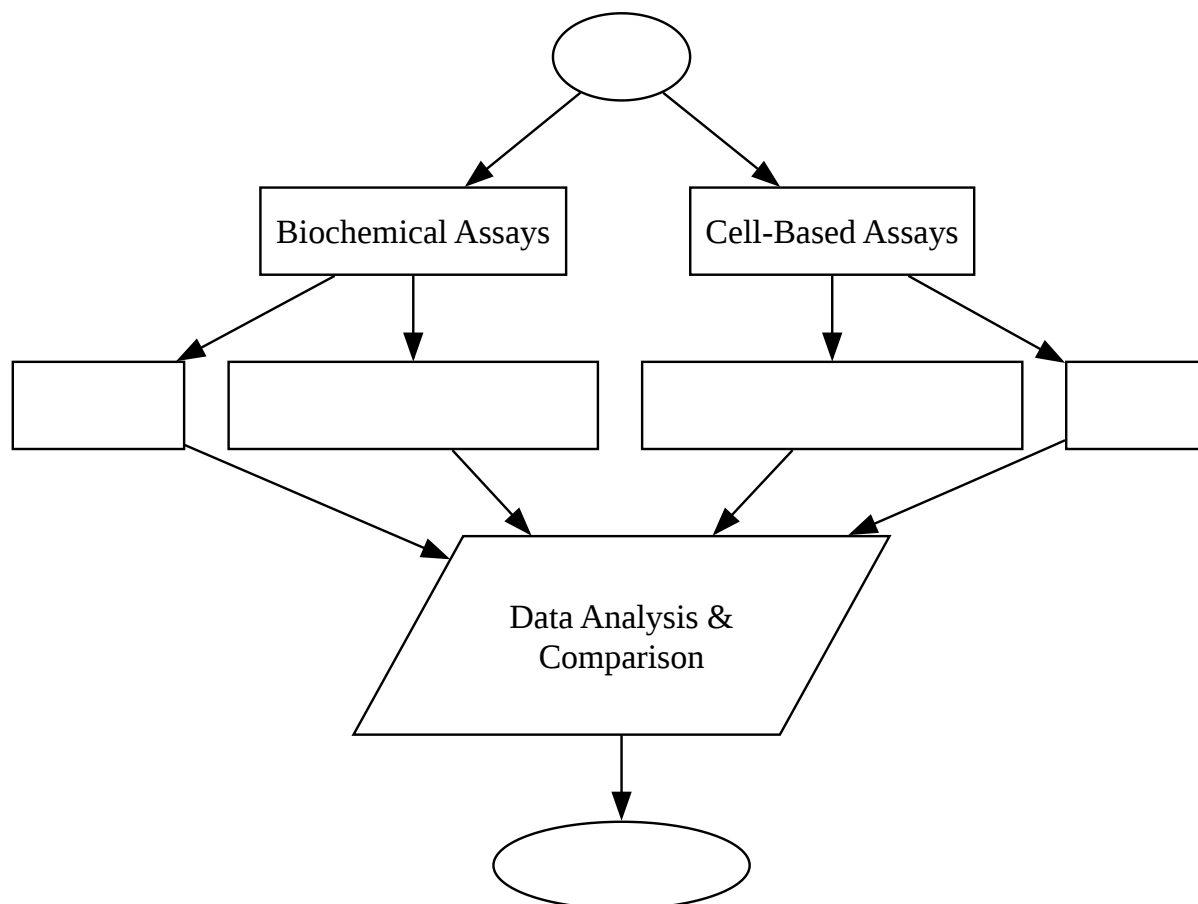 Biochemical Assays
Cell-Based Assays
Data Analysis &
Comparison